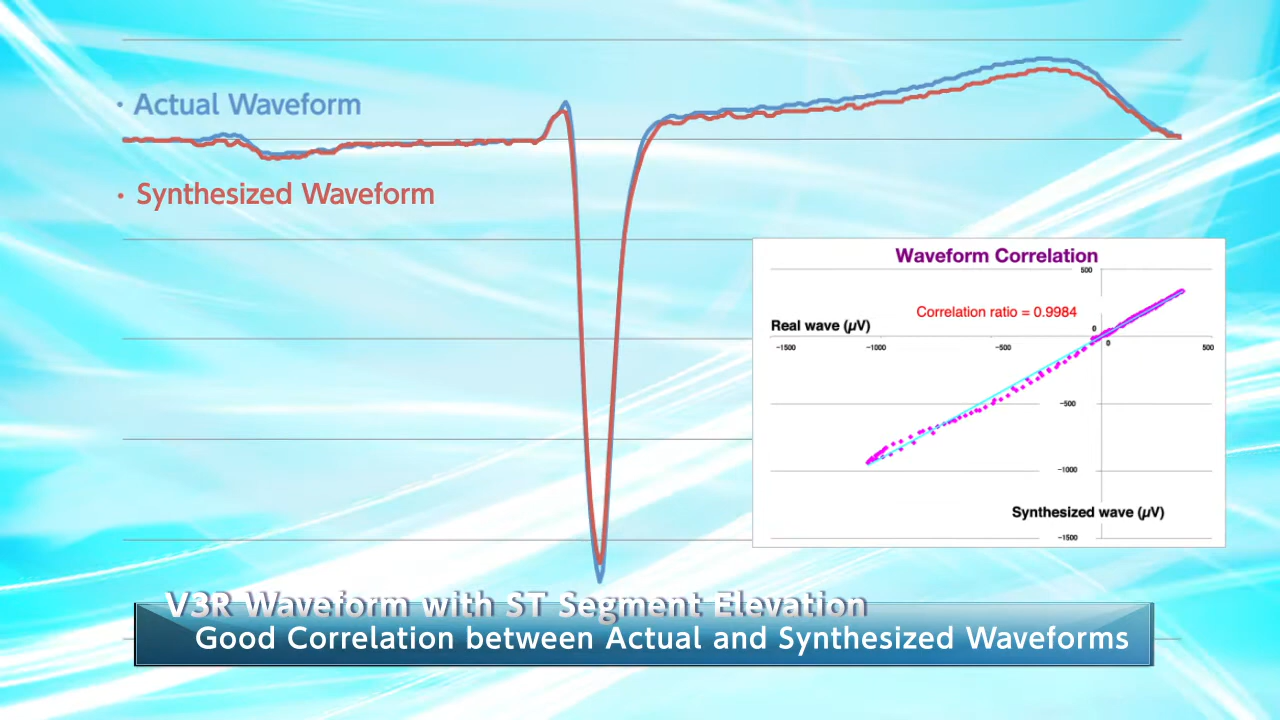 • Actual Waveform
• Synthesized Waveform
Waveform Correlation
500
Correlation ratio = 0.9984
Real wave (µV)
0
−1500 −1000 −500 0 500
−500
−1000
Synthesized wave (µV)
−1500
V3R Waveform with ST Segment Elevation
Good Correlation between Actual and Synthesized Waveforms